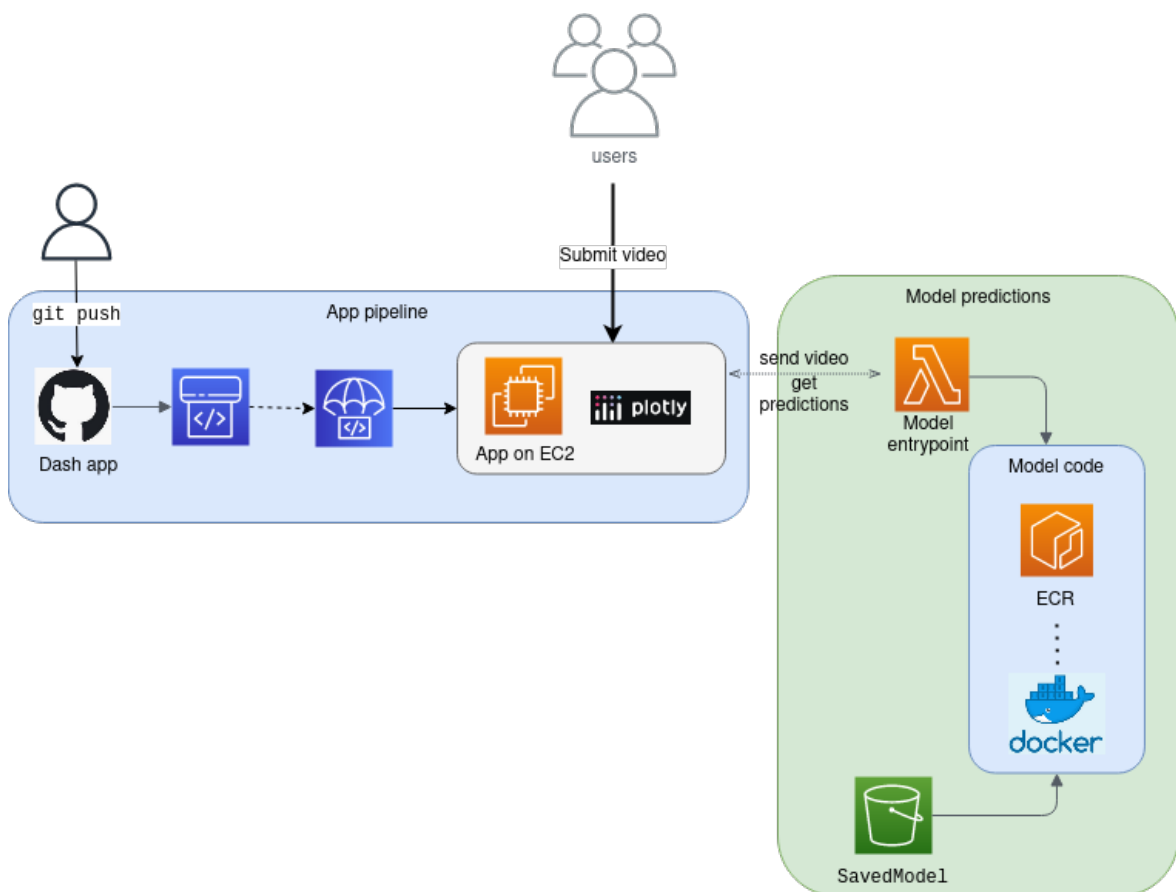 users
Submit video
git push
App pipeline
Dash app
</>
</>
App on EC2
plotly
send video
get
predictions
Model predictions
Model
entrypoint
Model code
ECR
docker
SavedModel